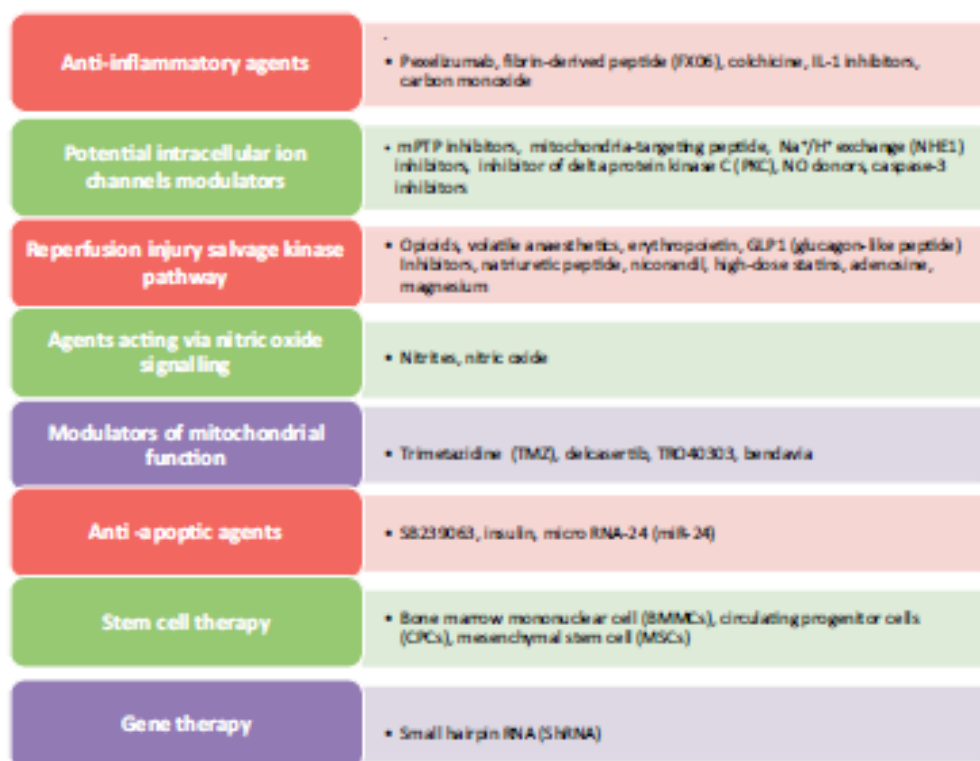 Anti-inflammatory agents
• Pexelizumab, fibrin-derived peptide (FX06), colchicine, IL-1 inhibitors,
carbon monoxide
Potential intracellular ion
channels modulators
• mPTP inhibitors, mitochondria-targeting peptide, Na⁺/H⁺ exchange (NHE1)
inhibitors, inhibitor of delta protein kinase C (PKC), NO donors, caspase-3
inhibitors
Reperfusion injury salvage kinase
pathway
• Opioids, volatile anaesthetics, erythropoietin, GLP1 (glucagon-like peptide)
Inhibitors, natriuretic peptide, nicorandil, high-dose statins, adenosine,
magnesium
Agents acting via nitric oxide
signalling
• Nitrites, nitric oxide
Modulators of mitochondrial
function
• Trimetazidine (TMZ), delcasertib, TRO40303, bendavia
Anti -apoptic agents
• SB239063, insulin, micro RNA-24 (miR-24)
Stem cell therapy
• Bone marrow mononuclear cell (BMMCs), circulating progenitor cells
(CPCs), mesenchymal stem cell (MSCs)
Gene therapy
• Small hairpin RNA (ShRNA)